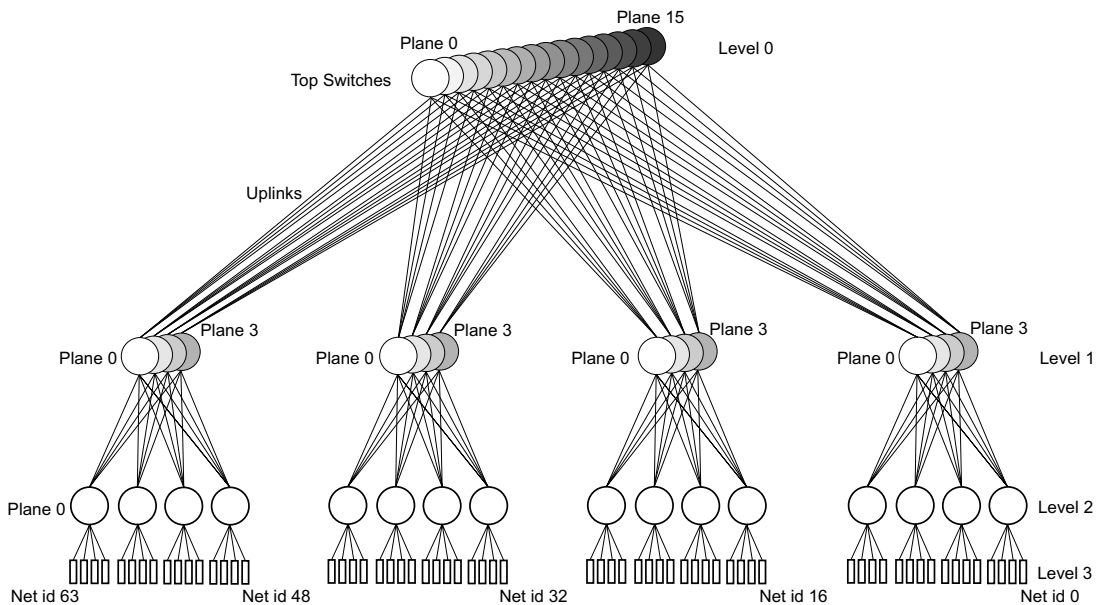 Plane 15
Plane 0
Level 0
Top Switches
Uplinks
Plane 3
Plane 3
Plane 3
Plane 3
Plane 0
Plane 0
Plane 0
Plane 0
Level 1
Plane 0
Level 2
Level 3
Net id 63
Net id 48
Net id 32
Net id 16
Net id 0